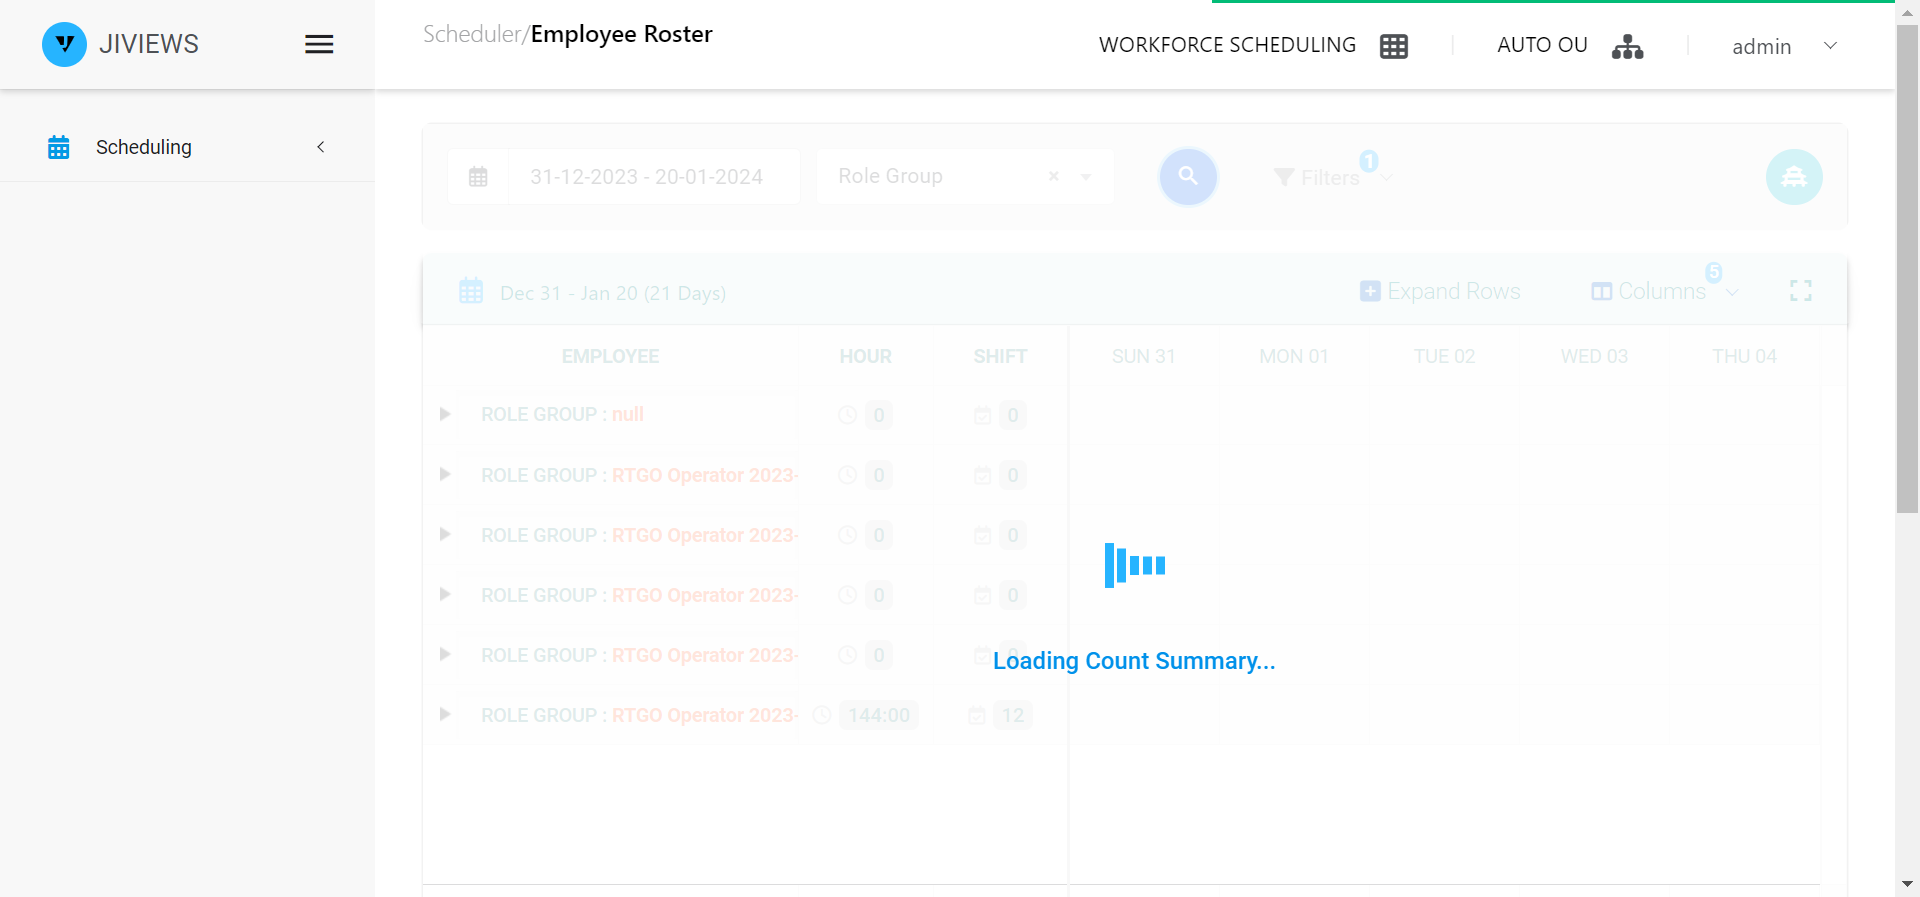 JIVIEWS
Scheduler/Employee Roster
WORKFORCE SCHEDULING
AUTO OU
admin
Scheduling
31-12-2023 - 20-01-2024
Role Group
×
Filters
1
Dec 31 - Jan 20 (21 Days)
Expand Rows
Columns
5
EMPLOYEE HOUR SHIFT SUN 31 MON 01 TUE 02 WED 03 THU 04
ROLE GROUP : null 0 0
ROLE GROUP : RTGO Operator 2023- 0 0
ROLE GROUP : RTGO Operator 2023- 0 0
ROLE GROUP : RTGO Operator 2023- 0 0
ROLE GROUP : RTGO Operator 2023- 0 0
Loading Count Summary...
ROLE GROUP : RTGO Operator 2023- 144:00 12